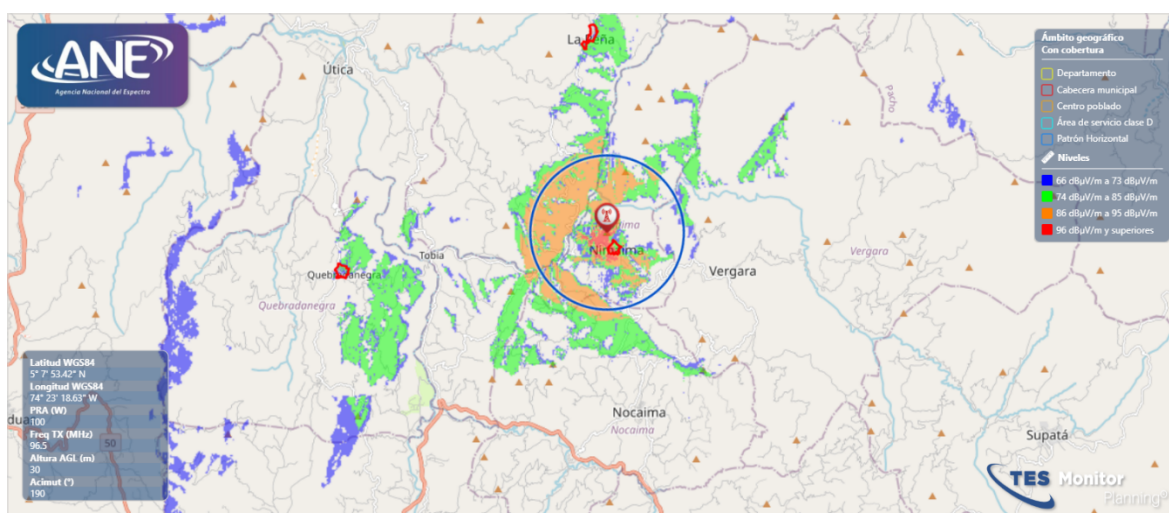 ANE
Agencia Nacional del Espectro
La Peña
Útica
Tobia
Quebradanegra
Quebradanegra
Nimaima
Vergara
Vergara
Pacho
Nocaima
Nocaima
Supatá
50
Ámbito geográfico
Con cobertura
Departamento
Cabecera municipal
Centro poblado
Área de servicio clase D
Patrón Horizontal
Niveles
66 dBμV/m a 73 dBμV/m
74 dBμV/m a 85 dBμV/m
86 dBμV/m a 95 dBμV/m
96 dBμV/m y superiores
Latitud WGS84
5° 7' 53.42" N
Longitud WGS84
74° 23' 18.63" W
PRA (W)
100
Freq TX (MHz)
96.5
Altura AGL (m)
30
Acimut (°)
190
TES Monitor
Planning